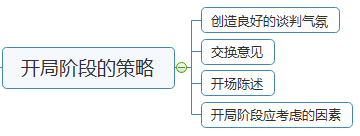 开局阶段的策略
创造良好的谈判气氛
交换意见
开场陈述
开局阶段应考虑的因素